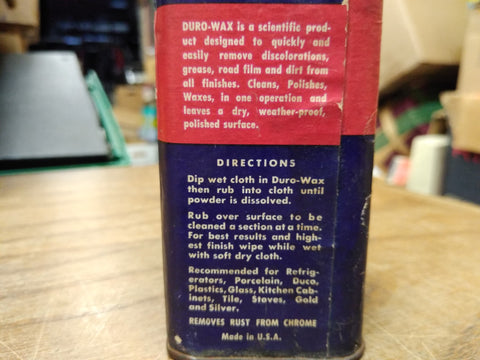 DURO-WAX is a scientific prod-
uct designed to quickly and
easily remove discolorations,
grease, road film and dirt from
all finishes. Cleans, Polishes,
Waxes, in one operation and
leaves a dry, weather-proof,
polished surface.
DIRECTIONS
Dip wet cloth in Duro-Wax
then rub into cloth until
powder is dissolved.
Rub over surface to be
cleaned a section at a time.
For best results and high-
est finish wipe while wet
with soft dry cloth.
Recommended for Refrig-
erators, Porcelain, Duco,
Plastics, Glass, Kitchen Cab-
inets, Tile, Stoves, Gold
and Silver.
REMOVES RUST FROM CHROME
Made in U.S.A.